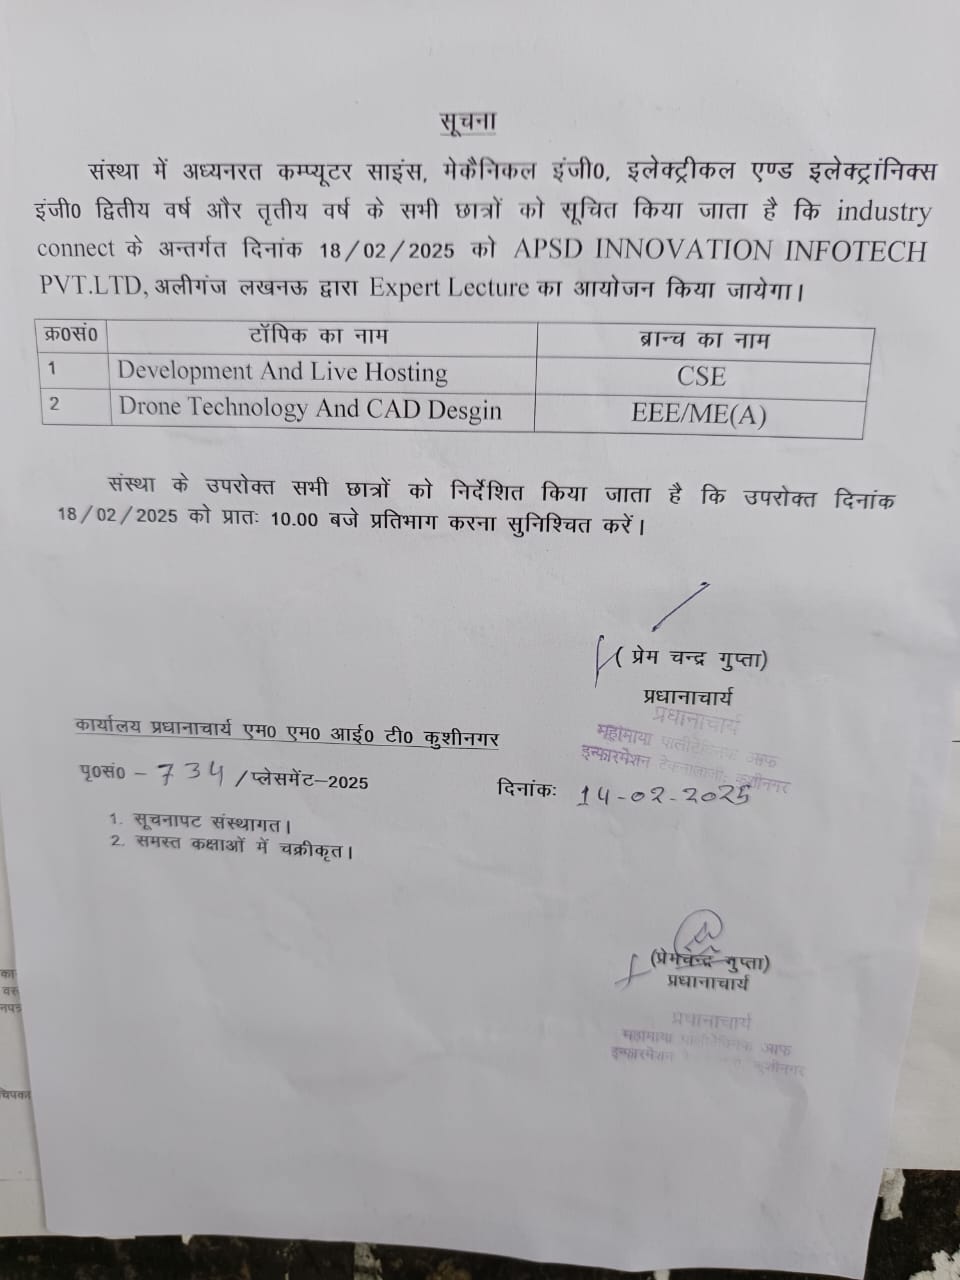 सूचना
संस्था में अध्यनरत कम्प्यूटर साइंस, मेकैनिकल इंजी0, इलेक्ट्रीकल एण्ड इलेक्ट्रांनिक्स
इंजी0 द्वितीय वर्ष और तृतीय वर्ष के सभी छात्रों को सूचित किया जाता है कि industry
connect के अन्तर्गत दिनांक 18/02/2025 को APSD INNOVATION INFOTECH
PVT.LTD, अलीगंज लखनऊ द्वारा Expert Lecture का आयोजन किया जायेगा।
क्र0सं0 टॉपिक का नाम ब्रान्च का नाम
1 Development And Live Hosting CSE
2 Drone Technology And CAD Desgin EEE/ME(A)
संस्था के उपरोक्त सभी छात्रों को निर्देशित किया जाता है कि उपरोक्त दिनांक
18/02/2025 को प्रातः 10.00 बजे प्रतिभाग करना सुनिश्चित करें।
( प्रेम चन्द्र गुप्ता)
प्रधानाचार्य
प्रधानाचार्य
महामाया पालीटेक्निक आफ
इन्फारमेशन टेक्नालाजी, कुशीनगर
कार्यालय प्रधानाचार्य एम0 एम0 आई0 टी0 कुशीनगर
पृ0सं0 - 734 /प्लेसमेंट-2025 दिनांकः 14-02-2025
1. सूचनापट संस्थागत।
2. समस्त कक्षाओं में चक्रीकृत।
(प्रेमचन्द्र गुप्ता)
प्रधानाचार्य
प्रधानाचार्य
महामाया पालीटेक्निक आफ
इन्फारमेशन कुशीनगर
का
वस
नपत्र
चिपका